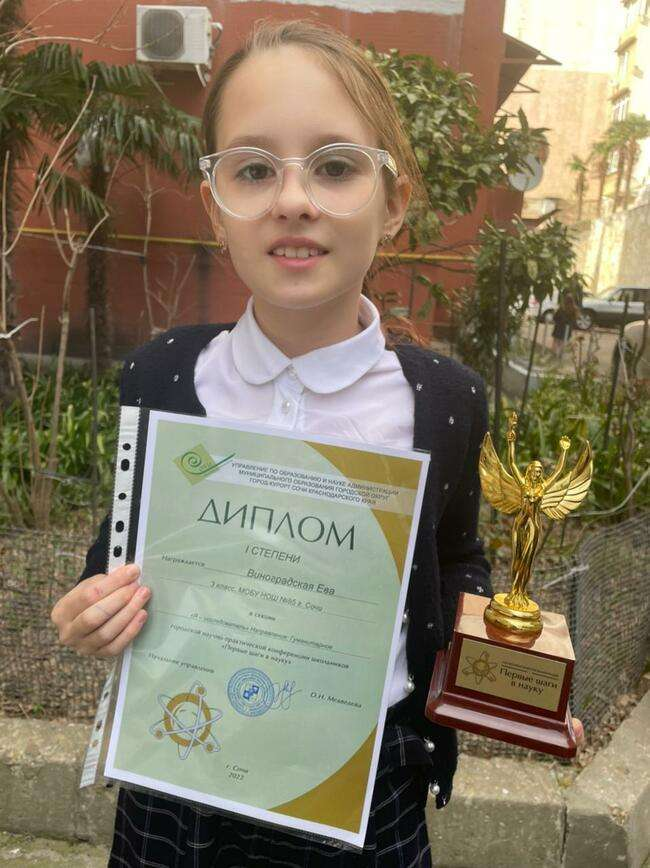 УПРАВЛЕНИЕ ПО ОБРАЗОВАНИЮ И НАУКЕ АДМИНИСТРАЦИИ
МУНИЦИПАЛЬНОГО ОБРАЗОВАНИЯ ГОРОДСКОЙ ОКРУГ
ГОРОД-КУРОРТ СОЧИ КРАСНОДАРСКОГО КРАЯ
ДИПЛОМ
I СТЕПЕНИ
Награждается Виноградская Ева
3 класс, МОБУ НОШ №85 г. Сочи
в секции
«Я - исследователь» Направление: Гуманитарное
городской научно-практической конференции школьников
«Первые шаги в науку»
Начальник управления О.Н. Медведева
г. Сочи
2022
Первые шаги
в науку